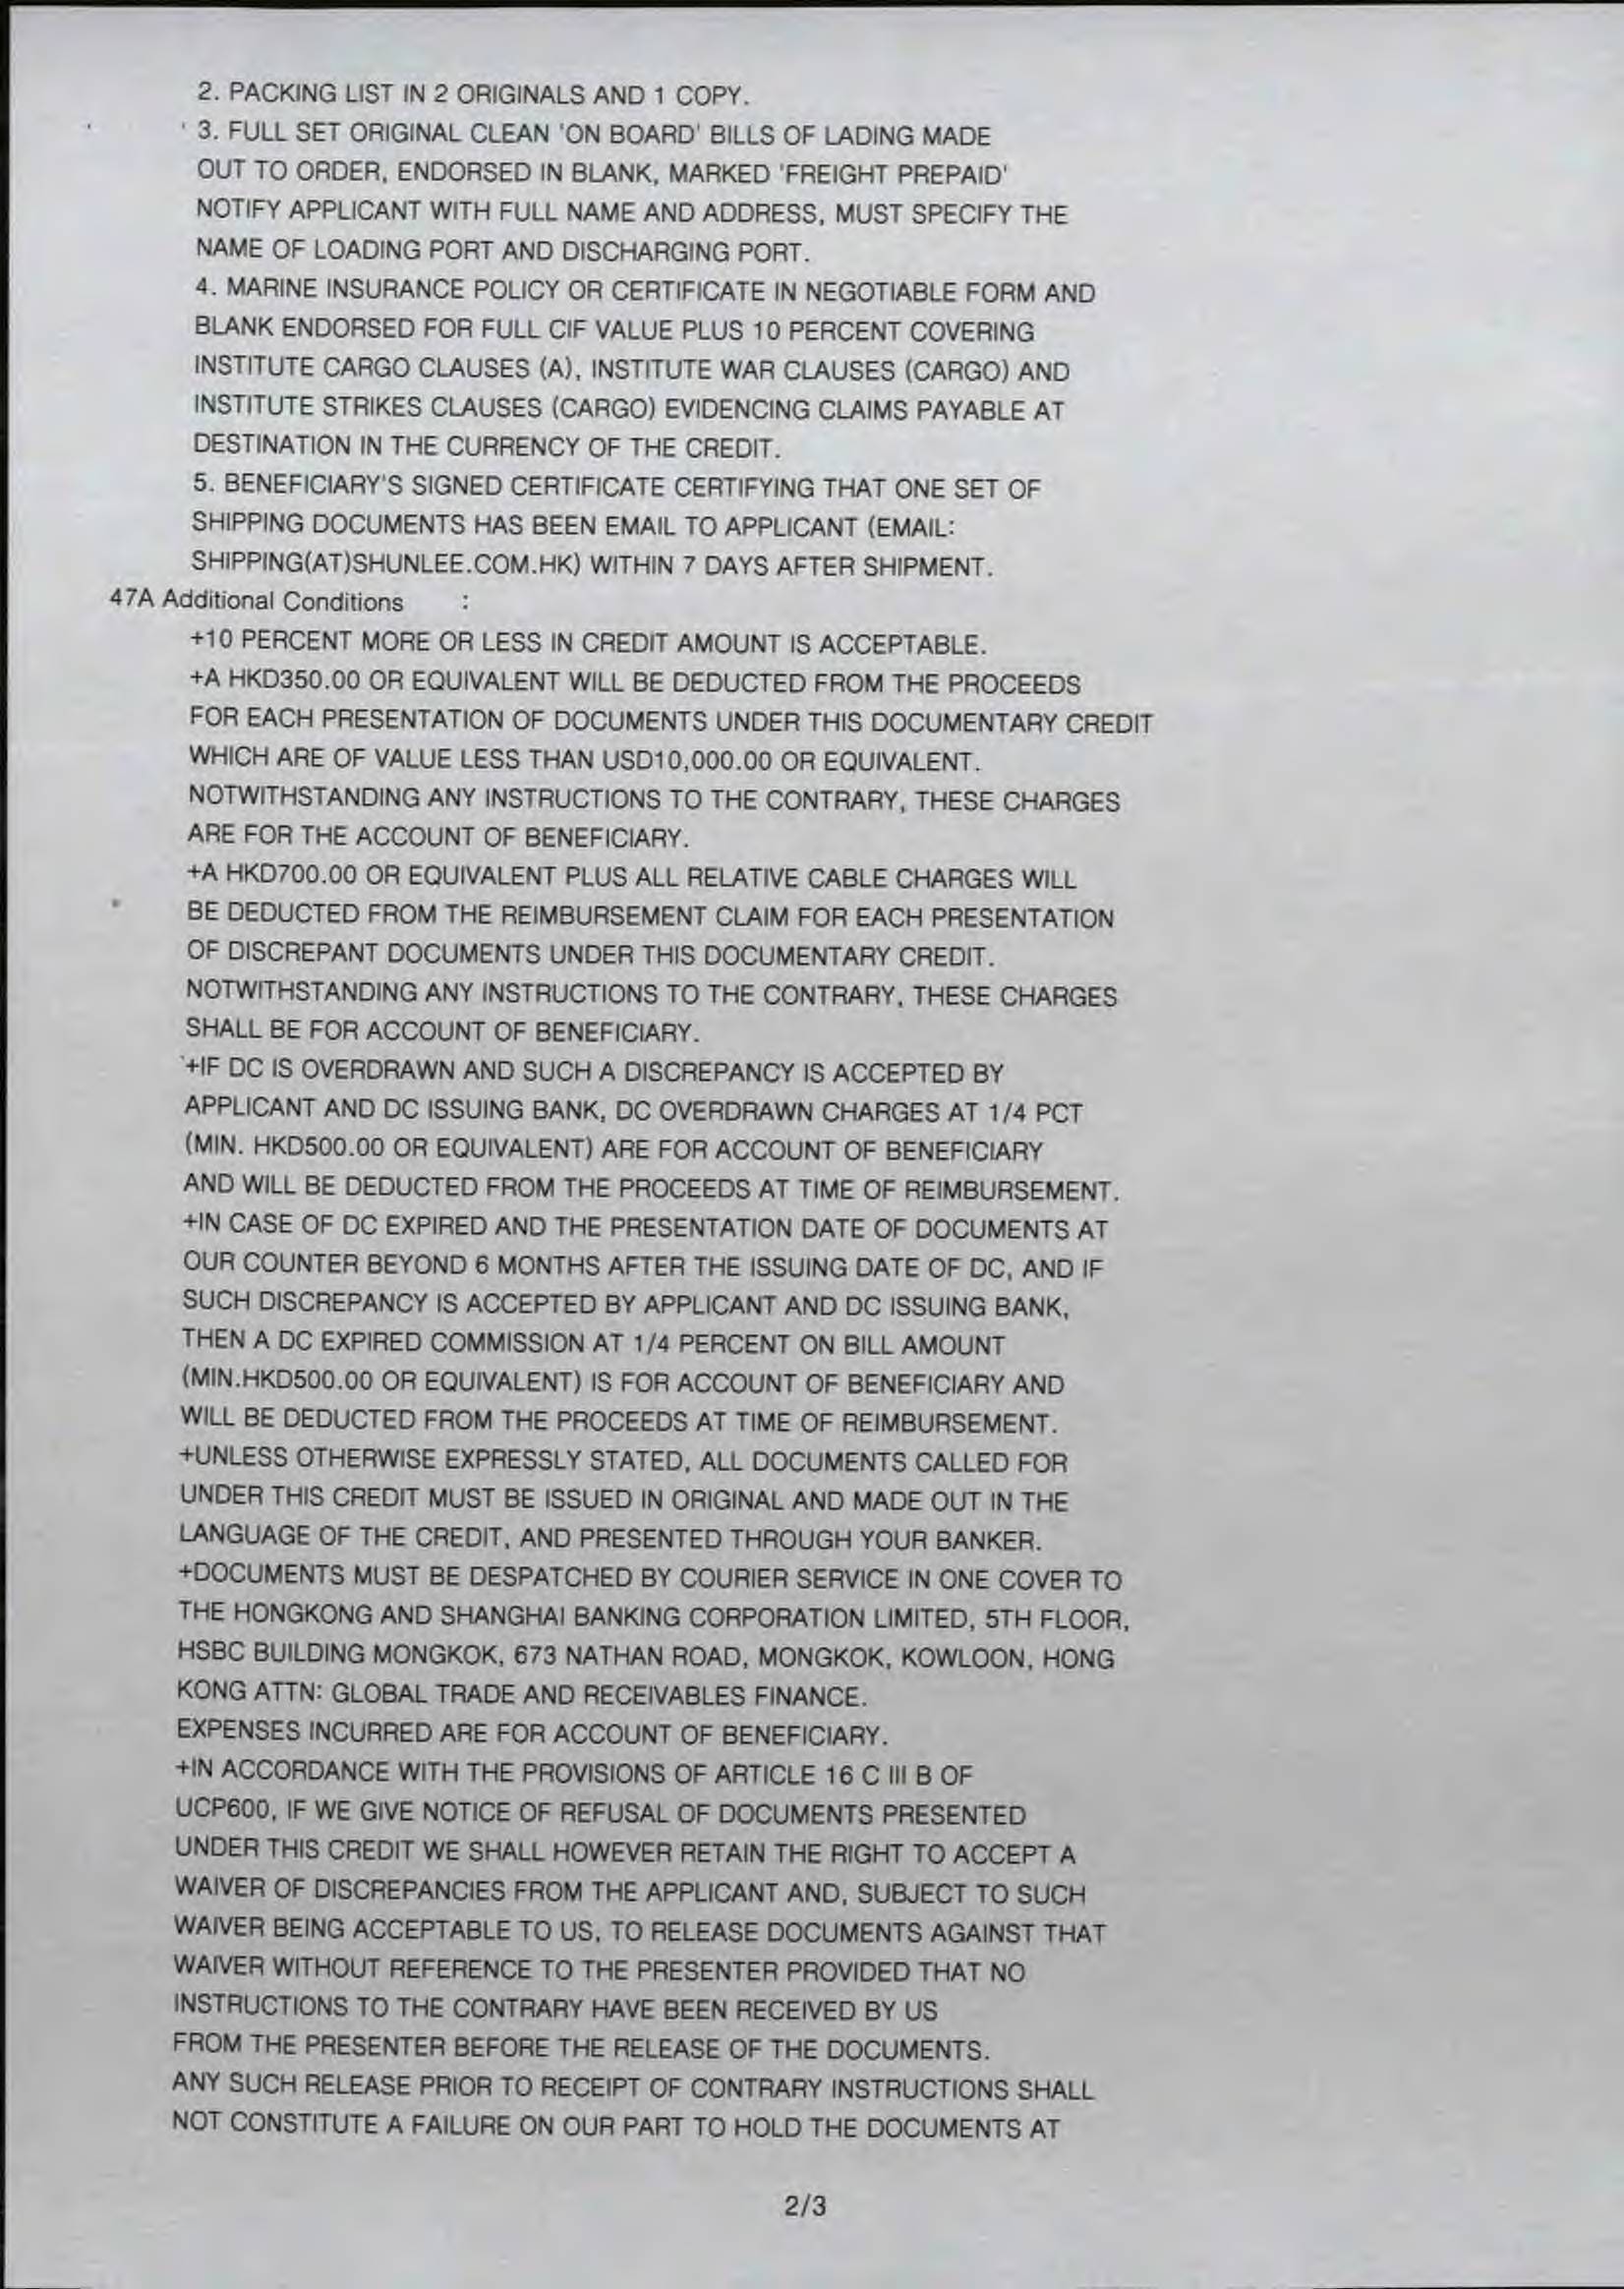 2. PACKING LIST IN 2 ORIGINALS AND 1 COPY.
3. FULL SET ORIGINAL CLEAN 'ON BOARD' BILLS OF LADING MADE
OUT TO ORDER, ENDORSED IN BLANK, MARKED 'FREIGHT PREPAID'
NOTIFY APPLICANT WITH FULL NAME AND ADDRESS, MUST SPECIFY THE
NAME OF LOADING PORT AND DISCHARGING PORT.
4. MARINE INSURANCE POLICY OR CERTIFICATE IN NEGOTIABLE FORM AND
BLANK ENDORSED FOR FULL CIF VALUE PLUS 10 PERCENT COVERING
INSTITUTE CARGO CLAUSES (A), INSTITUTE WAR CLAUSES (CARGO) AND
INSTITUTE STRIKES CLAUSES (CARGO) EVIDENCING CLAIMS PAYABLE AT
DESTINATION IN THE CURRENCY OF THE CREDIT.
5. BENEFICIARY'S SIGNED CERTIFICATE CERTIFYING THAT ONE SET OF
SHIPPING DOCUMENTS HAS BEEN EMAIL TO APPLICANT (EMAIL:
SHIPPING(AT)SHUNLEE.COM.HK) WITHIN 7 DAYS AFTER SHIPMENT.
47A Additional Conditions :
+10 PERCENT MORE OR LESS IN CREDIT AMOUNT IS ACCEPTABLE.
+A HKD350.00 OR EQUIVALENT WILL BE DEDUCTED FROM THE PROCEEDS
FOR EACH PRESENTATION OF DOCUMENTS UNDER THIS DOCUMENTARY CREDIT
WHICH ARE OF VALUE LESS THAN USD10,000.00 OR EQUIVALENT.
NOTWITHSTANDING ANY INSTRUCTIONS TO THE CONTRARY, THESE CHARGES
ARE FOR THE ACCOUNT OF BENEFICIARY.
+A HKD700.00 OR EQUIVALENT PLUS ALL RELATIVE CABLE CHARGES WILL
BE DEDUCTED FROM THE REIMBURSEMENT CLAIM FOR EACH PRESENTATION
OF DISCREPANT DOCUMENTS UNDER THIS DOCUMENTARY CREDIT.
NOTWITHSTANDING ANY INSTRUCTIONS TO THE CONTRARY, THESE CHARGES
SHALL BE FOR ACCOUNT OF BENEFICIARY.
+IF DC IS OVERDRAWN AND SUCH A DISCREPANCY IS ACCEPTED BY
APPLICANT AND DC ISSUING BANK, DC OVERDRAWN CHARGES AT 1/4 PCT
(MIN. HKD500.00 OR EQUIVALENT) ARE FOR ACCOUNT OF BENEFICIARY
AND WILL BE DEDUCTED FROM THE PROCEEDS AT TIME OF REIMBURSEMENT.
+IN CASE OF DC EXPIRED AND THE PRESENTATION DATE OF DOCUMENTS AT
OUR COUNTER BEYOND 6 MONTHS AFTER THE ISSUING DATE OF DC, AND IF
SUCH DISCREPANCY IS ACCEPTED BY APPLICANT AND DC ISSUING BANK,
THEN A DC EXPIRED COMMISSION AT 1/4 PERCENT ON BILL AMOUNT
(MIN.HKD500.00 OR EQUIVALENT) IS FOR ACCOUNT OF BENEFICIARY AND
WILL BE DEDUCTED FROM THE PROCEEDS AT TIME OF REIMBURSEMENT.
+UNLESS OTHERWISE EXPRESSLY STATED, ALL DOCUMENTS CALLED FOR
UNDER THIS CREDIT MUST BE ISSUED IN ORIGINAL AND MADE OUT IN THE
LANGUAGE OF THE CREDIT, AND PRESENTED THROUGH YOUR BANKER.
+DOCUMENTS MUST BE DESPATCHED BY COURIER SERVICE IN ONE COVER TO
THE HONGKONG AND SHANGHAI BANKING CORPORATION LIMITED, 5TH FLOOR,
HSBC BUILDING MONGKOK, 673 NATHAN ROAD, MONGKOK, KOWLOON, HONG
KONG ATTN: GLOBAL TRADE AND RECEIVABLES FINANCE.
EXPENSES INCURRED ARE FOR ACCOUNT OF BENEFICIARY.
+IN ACCORDANCE WITH THE PROVISIONS OF ARTICLE 16 C III B OF
UCP600, IF WE GIVE NOTICE OF REFUSAL OF DOCUMENTS PRESENTED
UNDER THIS CREDIT WE SHALL HOWEVER RETAIN THE RIGHT TO ACCEPT A
WAIVER OF DISCREPANCIES FROM THE APPLICANT AND, SUBJECT TO SUCH
WAIVER BEING ACCEPTABLE TO US, TO RELEASE DOCUMENTS AGAINST THAT
WAIVER WITHOUT REFERENCE TO THE PRESENTER PROVIDED THAT NO
INSTRUCTIONS TO THE CONTRARY HAVE BEEN RECEIVED BY US
FROM THE PRESENTER BEFORE THE RELEASE OF THE DOCUMENTS.
ANY SUCH RELEASE PRIOR TO RECEIPT OF CONTRARY INSTRUCTIONS SHALL
NOT CONSTITUTE A FAILURE ON OUR PART TO HOLD THE DOCUMENTS AT
2/3